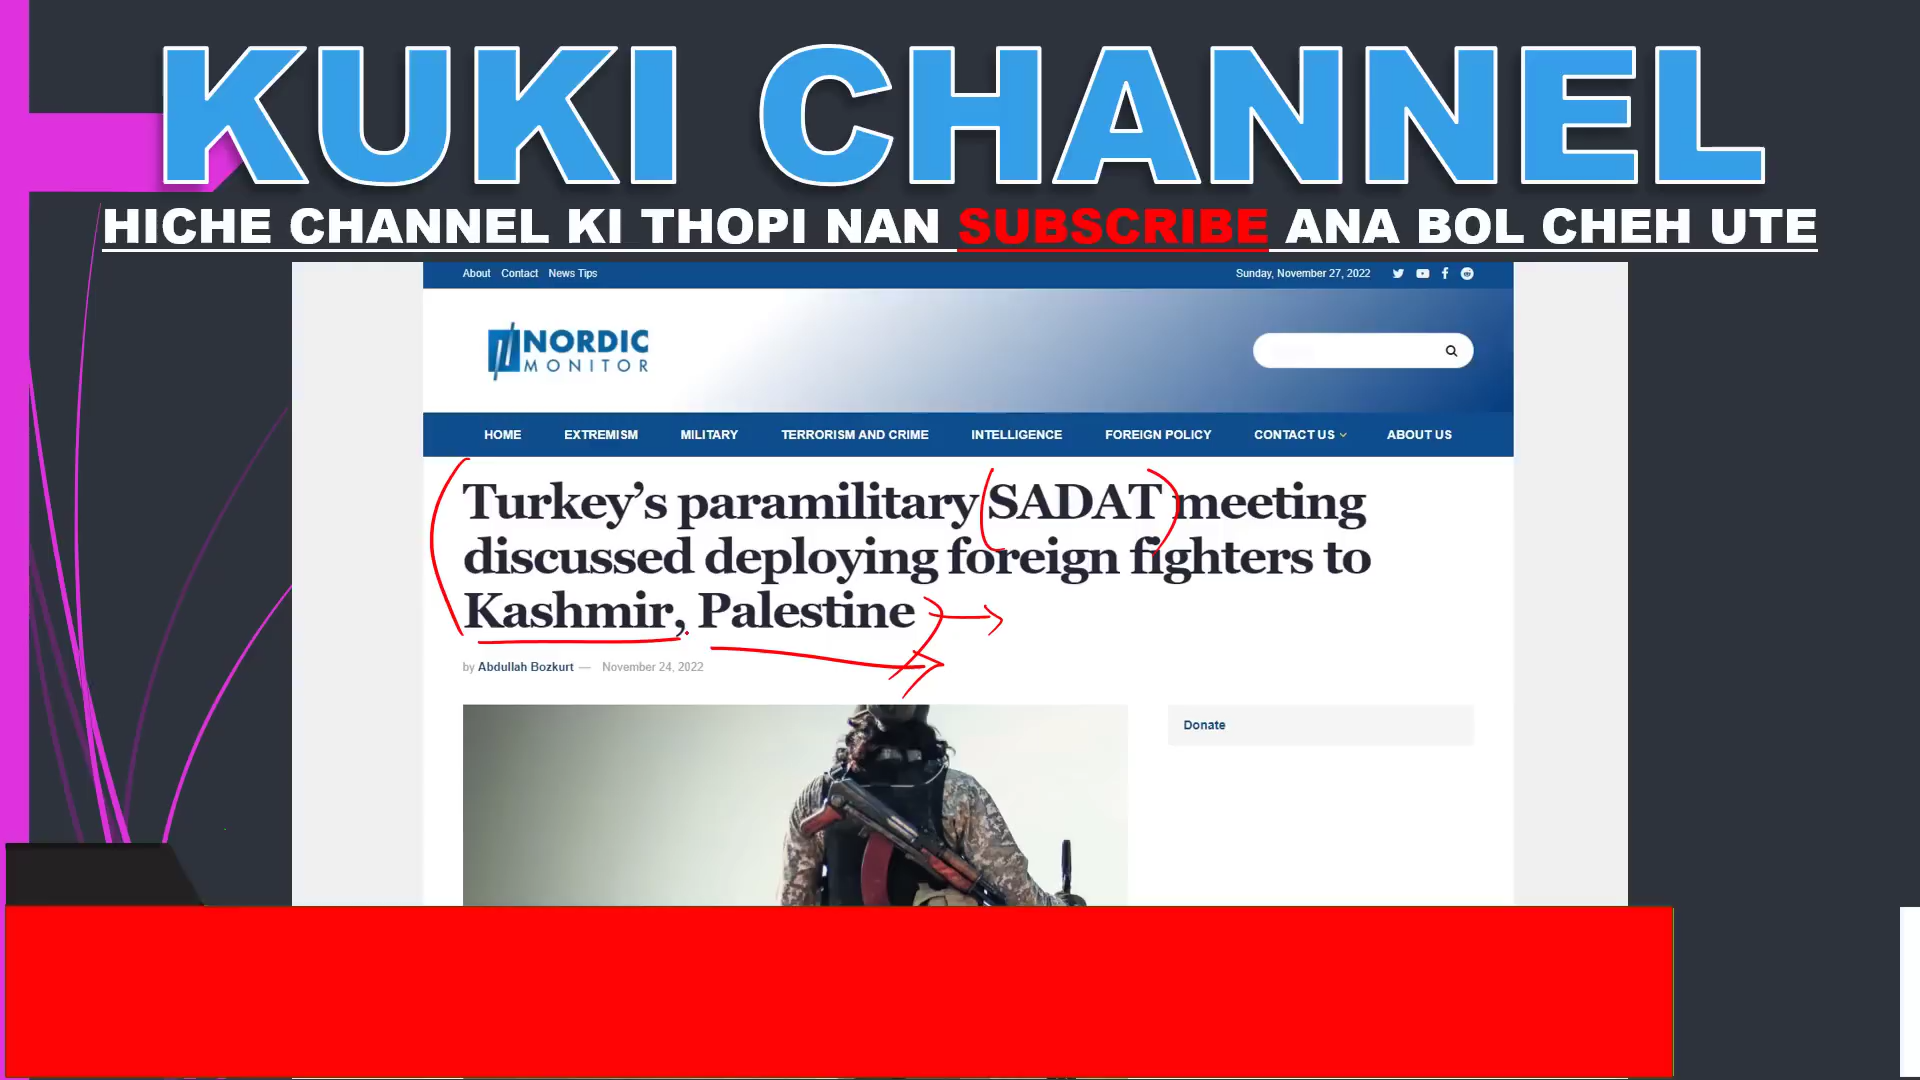 KUKI CHANNEL
HICHE CHANNEL KI THOPI NAN SUBSCRIBE ANA BOL CHEH UTE
About Contact News Tips
Sunday, November 27, 2022
NORDIC
MONITOR
HOME EXTREMISM MILITARY TERRORISM AND CRIME INTELLIGENCE FOREIGN POLICY CONTACT US ABOUT US
Turkey's paramilitary SADAT meeting
discussed deploying foreign fighters to
Kashmir, Palestine
by Abdullah Bozkurt — November 24, 2022
Donate